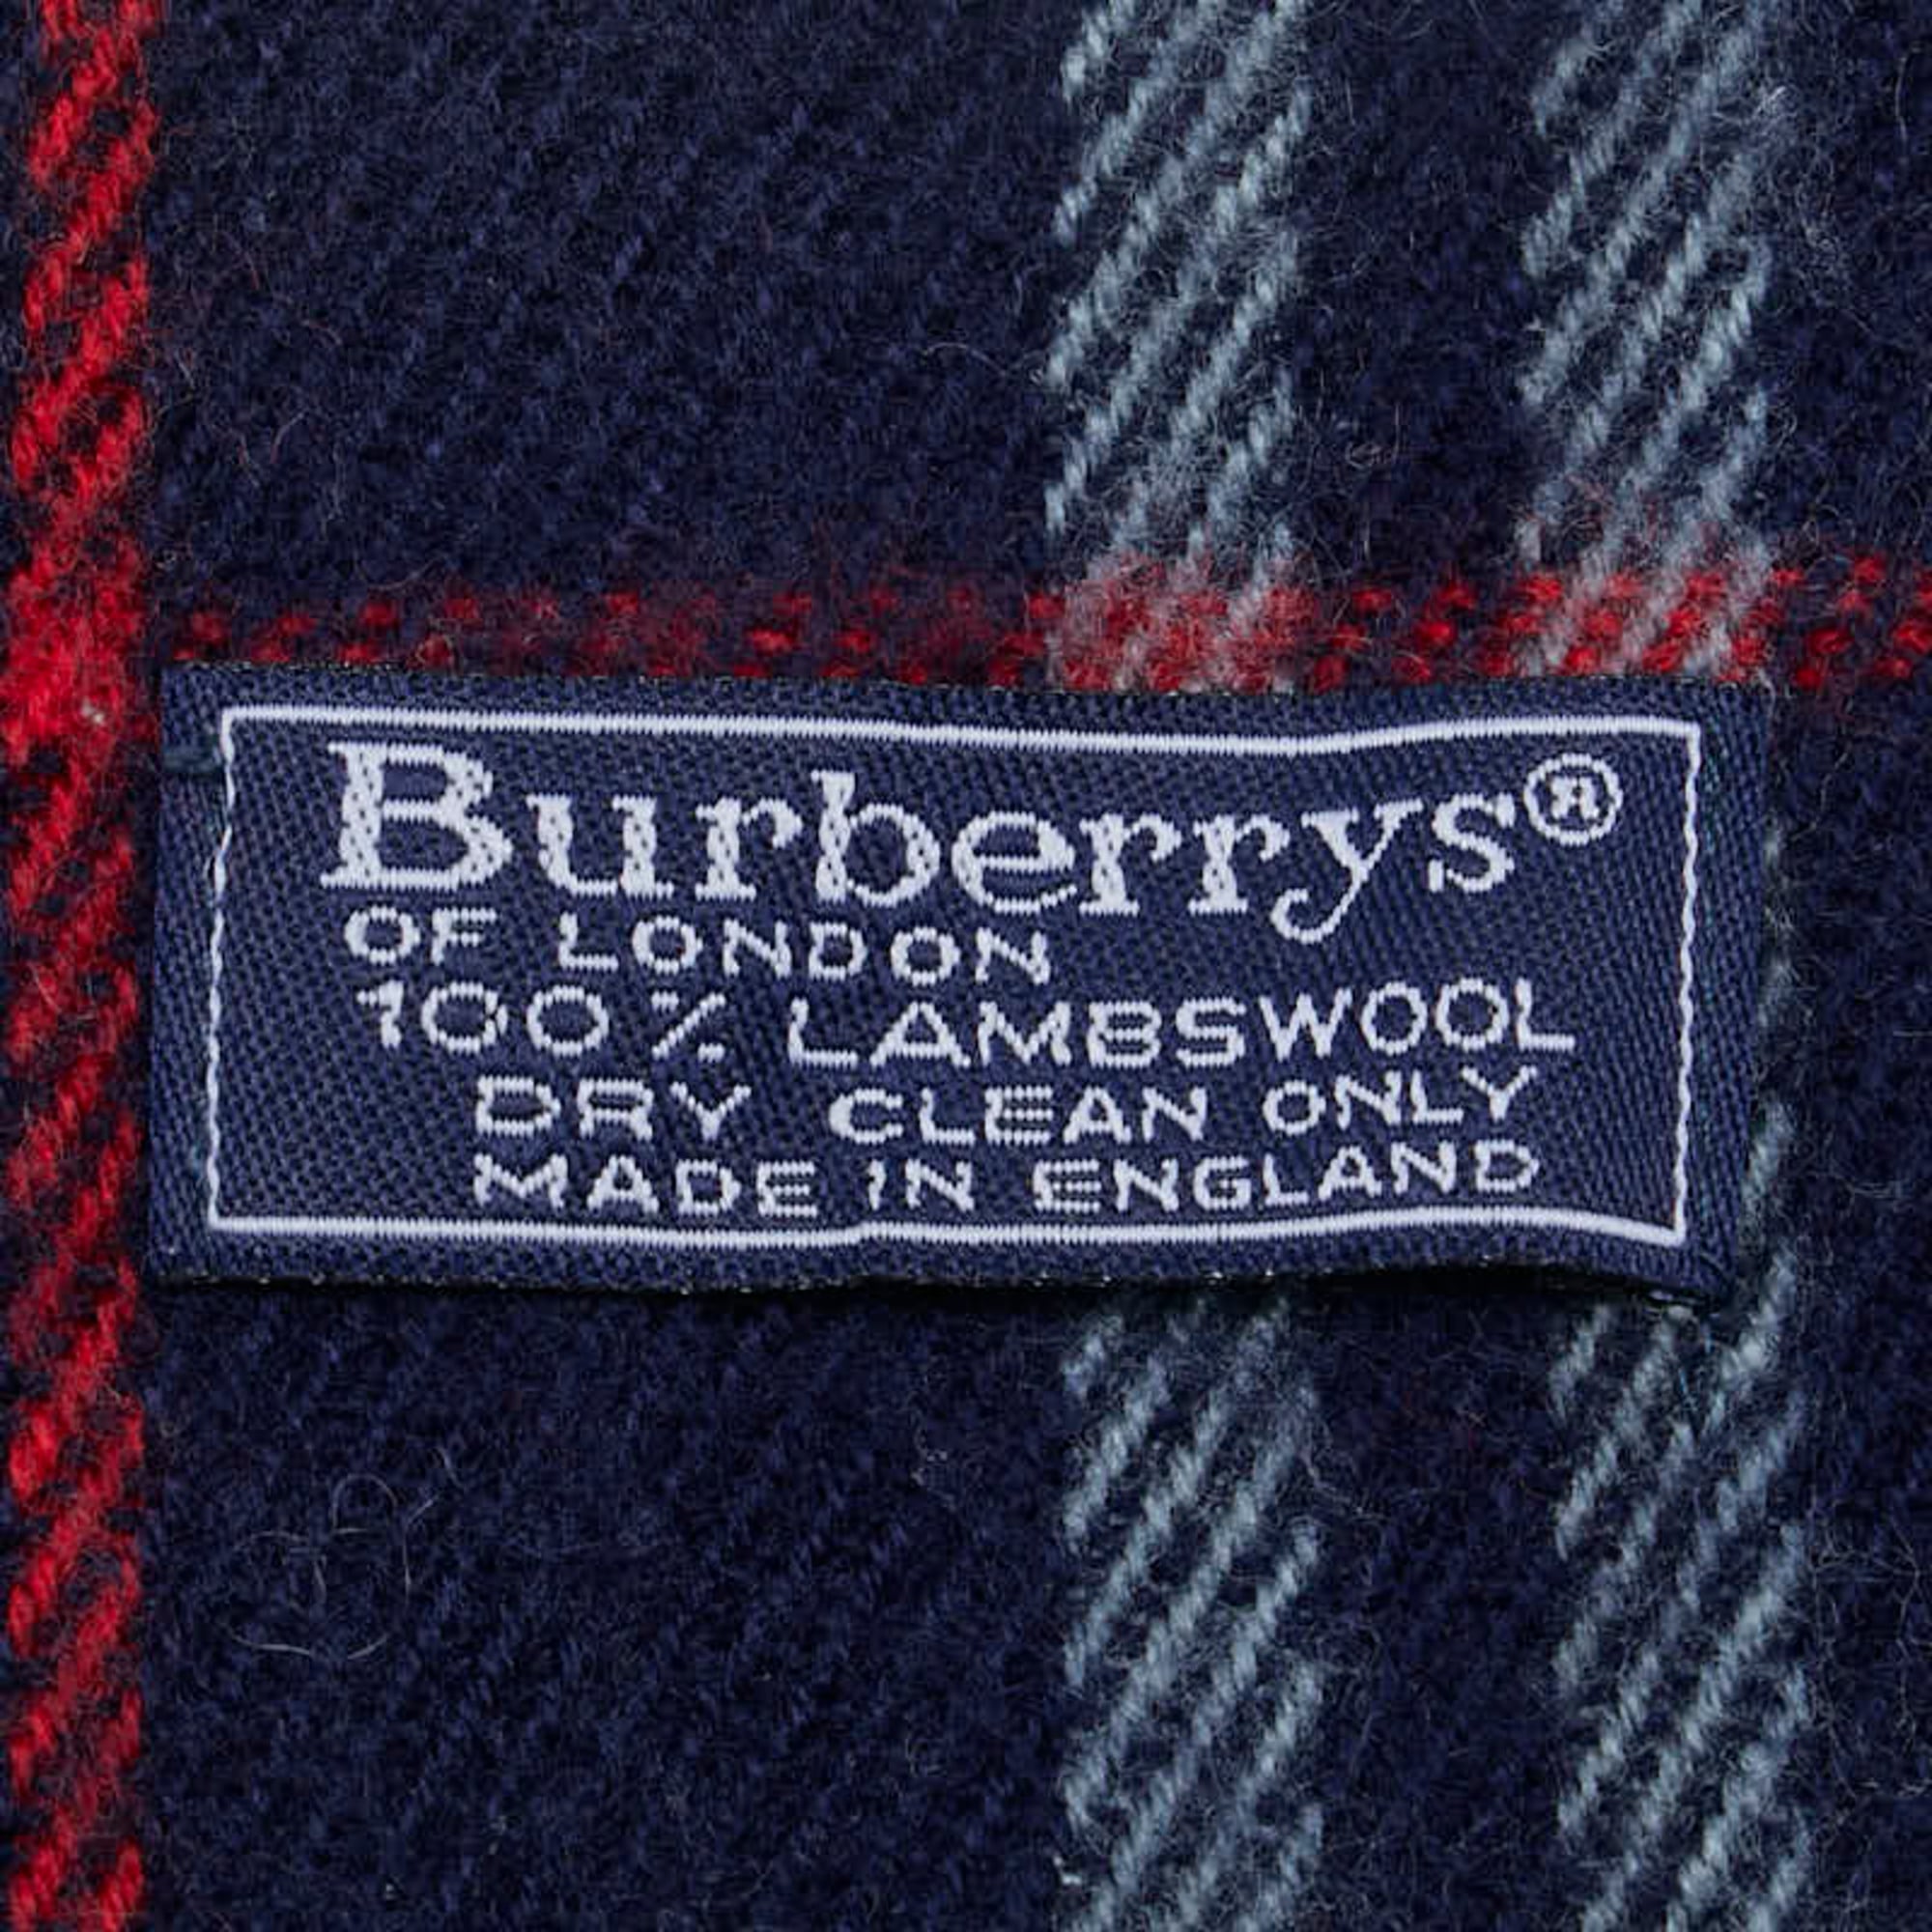 Burberrys®
OF LONDON
100% LAMBSWOOL
DRY CLEAN ONLY
MADE IN ENGLAND